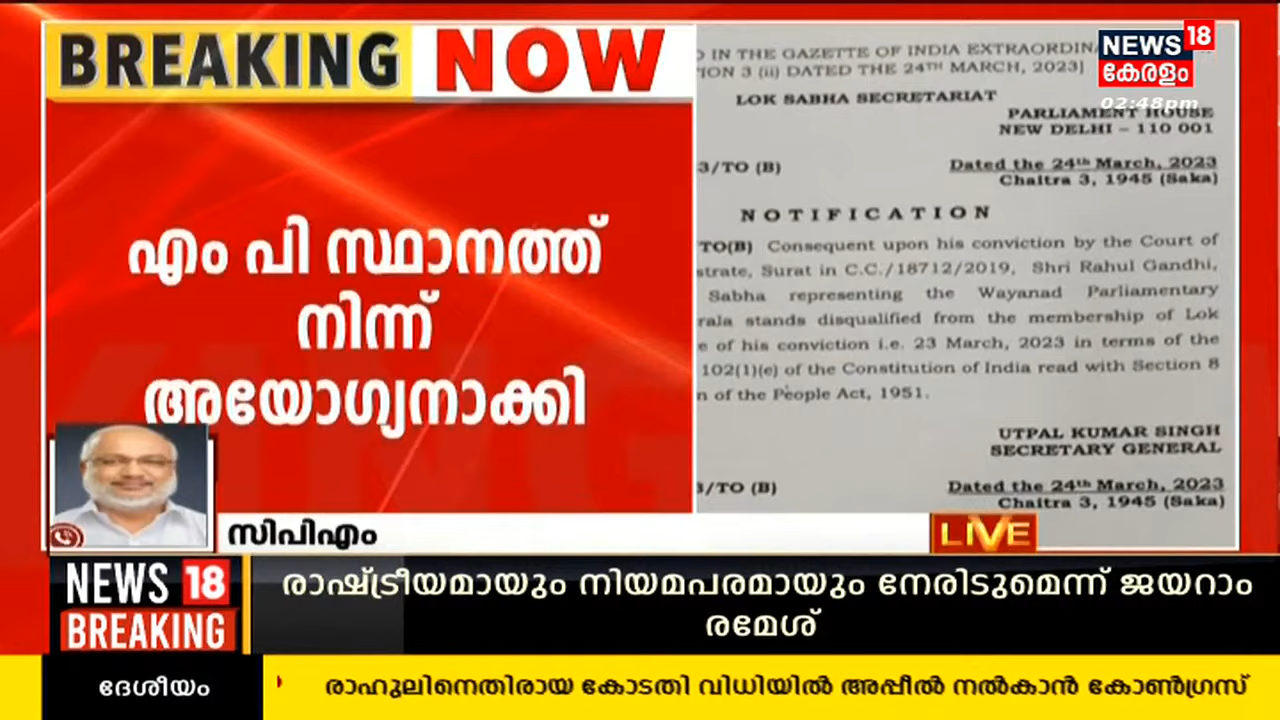 BREAKING NOW
എം പി സ്ഥാനത്ത്
നിന്ന്
അയോഗ്യനാക്കി
IN THE GAZETTE OF INDIA
DATED THE 24TH MARCH, 2023]
LOK SABHA SECRETARIAT
PARLIAMENT HOUSE
NEW DELHI – 110 001
3/TO (B)
Dated the 24th March, 2023
Chaitra 3, 1945 (Saka)
NOTIFICATION
TO(B) Consequent upon his conviction by the Court of
Surat in C.C./18712/2019, Shri Rahul Gandhi,
Sabha representing the Wayanad Parliamentary
stands disqualified from the membership of Lok
of his conviction i.e. 23 March, 2023 in terms of the
102(1)(e) of the Constitution of India read with Section 8
of the People Act, 1951.
UTPAL KUMAR SINGH
SECRETARY GENERAL
/TO (B)
Dated the 24th March, 2023
Chaitra 3, 1945 (Saka)
NEWS 18
കേരളം
02:48pm
സിപിഎം
LIVE
NEWS 18
BREAKING
രാഷ്ട്രീയമായും നിയമപരമായും നേരിടുമെന്ന് ജയറാം
രമേശ്
ദേശീയം
രാഹുലിനെതിരായ കോടതി വിധിയിൽ അപ്പീൽ നൽകാൻ കോൺഗ്രസ്